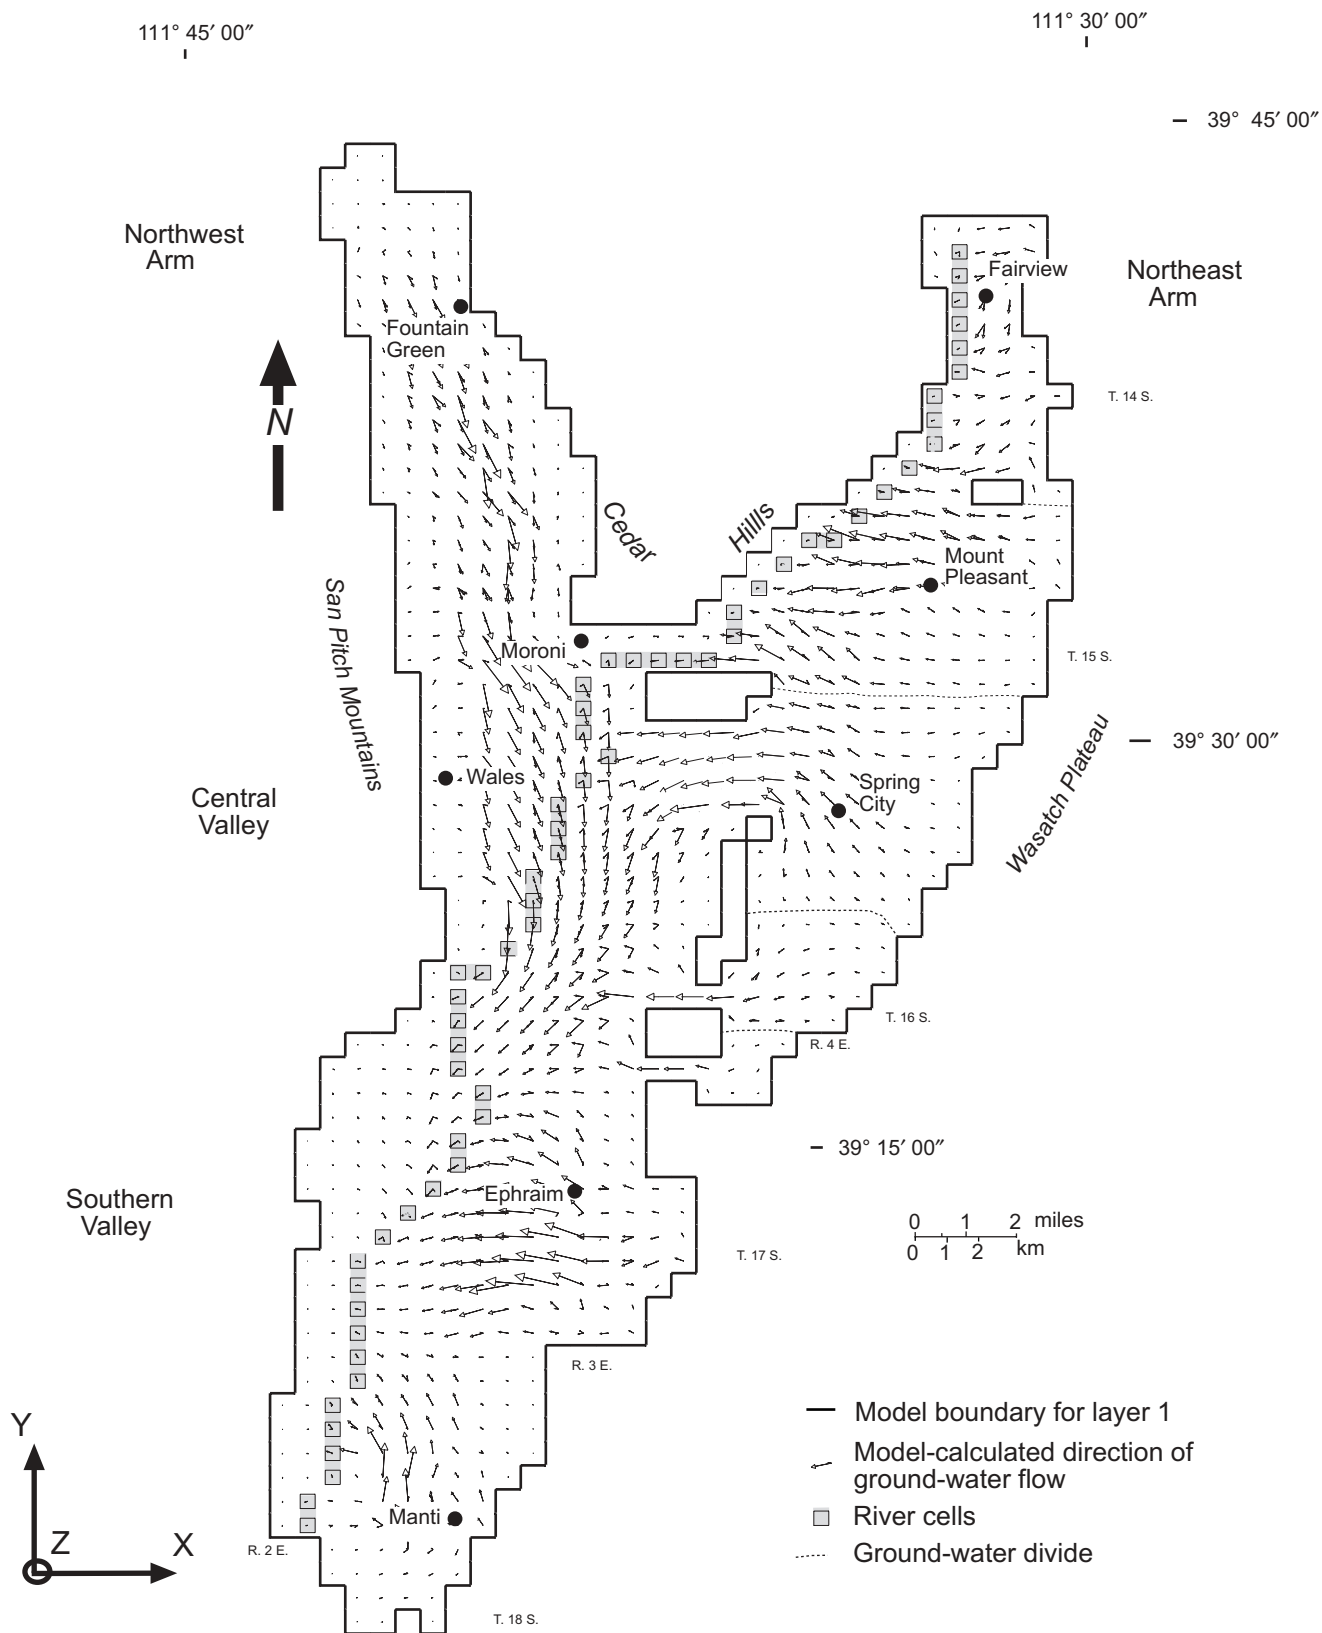 111° 45′ 00″
111° 30′ 00″
39° 45′ 00″
Northwest
Arm
Fairview
Northeast
Arm
Fountain
Green
T. 14 S.
N
Cedar
Hillls
Mount
Pleasant
San Pitch Mountains
Moroni
T. 15 S.
39° 30′ 00″
Wales
Spring
City
Wasatch Plateau
Central
Valley
T. 16 S.
R. 4 E.
39° 15′ 00″
Ephraim
Southern
Valley
0 1 2 miles
0 1 2 km
T. 17 S.
R. 3 E.
Model boundary for layer 1
Model-calculated direction of
ground-water flow
River cells
Ground-water divide
Y
Manti
Z
X
R. 2 E.
T. 18 S.